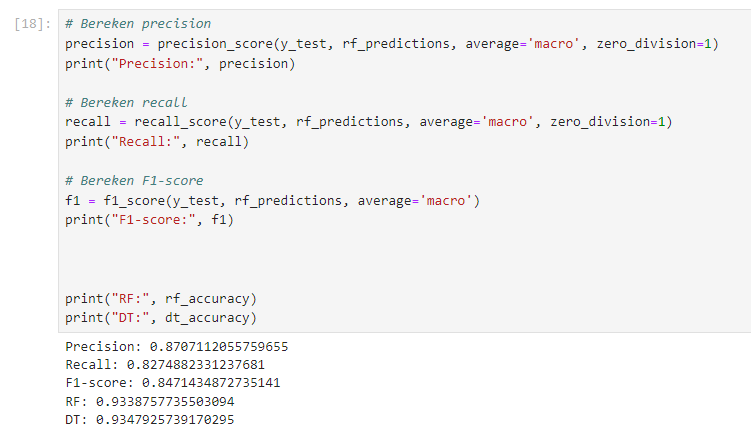 [18]: # Bereken precision
precision = precision_score(y_test, rf_predictions, average='macro', zero_division=1)
print("Precision:", precision)
# Bereken recall
recall = recall_score(y_test, rf_predictions, average='macro', zero_division=1)
print("Recall:", recall)
# Bereken F1-score
f1 = f1_score(y_test, rf_predictions, average='macro')
print("F1-score:", f1)
print("RF:", rf_accuracy)
print("DT:", dt_accuracy)
Precision: 0.8707112055759655
Recall: 0.8274882331237681
F1-score: 0.8471434872735141
RF: 0.9338757735503094
DT: 0.9347925739170295